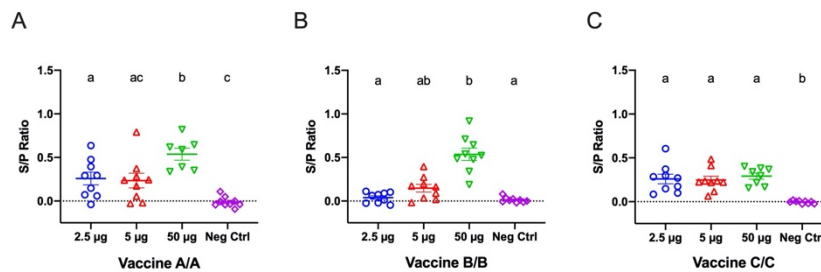 A
B
C
a ac b c
a ab b a
a a a b
1.5
1.0
0.5
0.0
S/P Ratio
2.5 μg 5 μg 50 μg Neg Ctrl
Vaccine A/A
1.5
1.0
0.5
0.0
S/P Ratio
2.5 μg 5 μg 50 μg Neg Ctrl
Vaccine B/B
1.5
1.0
0.5
0.0
S/P Ratio
2.5 μg 5 μg 50 μg Neg Ctrl
Vaccine C/C